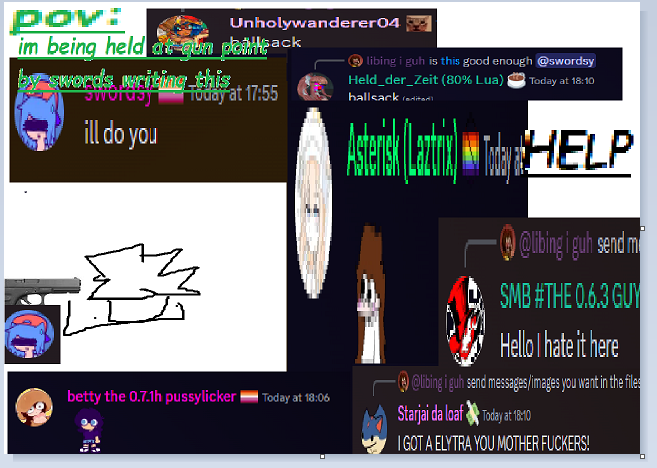 pov:
im being held at gun point
by swords writing this
Unholywanderer04
ballsack
libing i guh is this good enough @swordsy
Held_der_Zeit (80% Lua) Today at 18:10
ballsack (edited)
swordsy Today at 17:55
ill do you
Asterisk (Laztrix) Today at
HELP
@libing i guh send me
SMB #THE 0.6.3 GUY
Hello I hate it here
betty the 0.7.1h pussylicker Today at 18:06
@libing i guh send messages/images you want in the files
Starjai da loaf Today at 18:10
I GOT A ELYTRA YOU MOTHER FUCKERS!